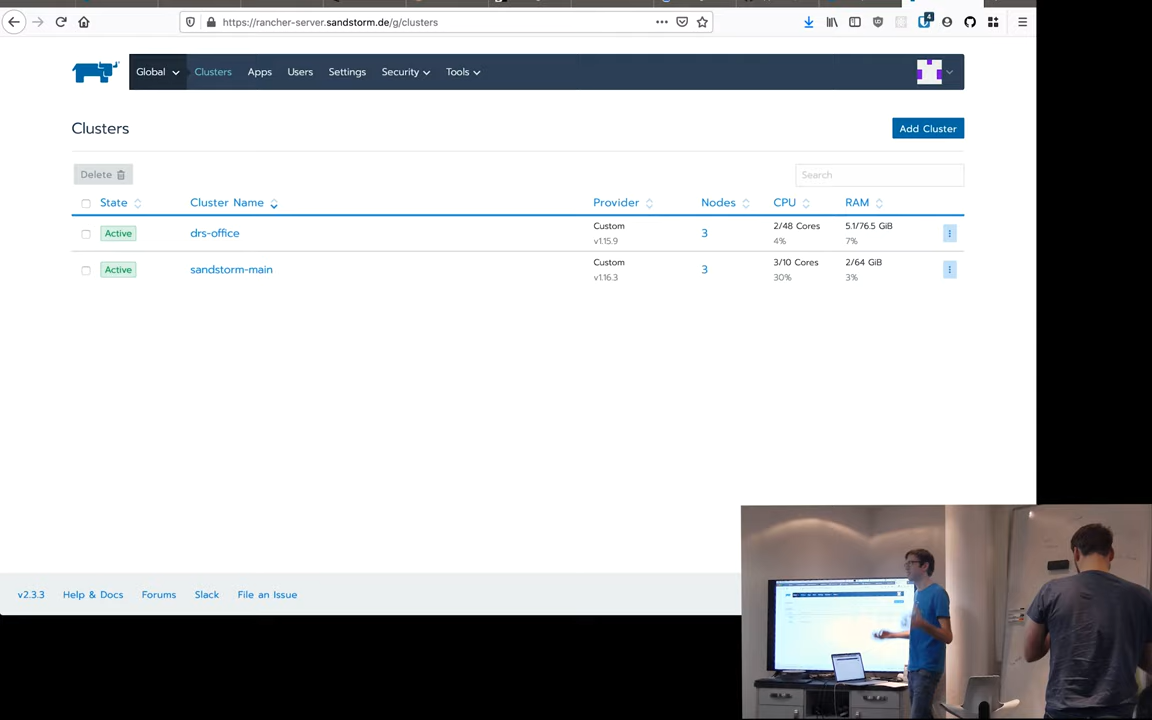 https://rancher-server.sandstorm.de/g/clusters
4
Global Clusters Apps Users Settings Security Tools
Clusters
Add Cluster
Delete
Search
State Cluster Name Provider Nodes CPU RAM
Active drs-office Custom 3 2/48 Cores 5.1/76.5 GiB
v1.15.9 4% 7%
Active sandstorm-main Custom 3 3/10 Cores 2/64 GiB
v1.16.3 30% 3%
v2.3.3 Help & Docs Forums Slack File an Issue